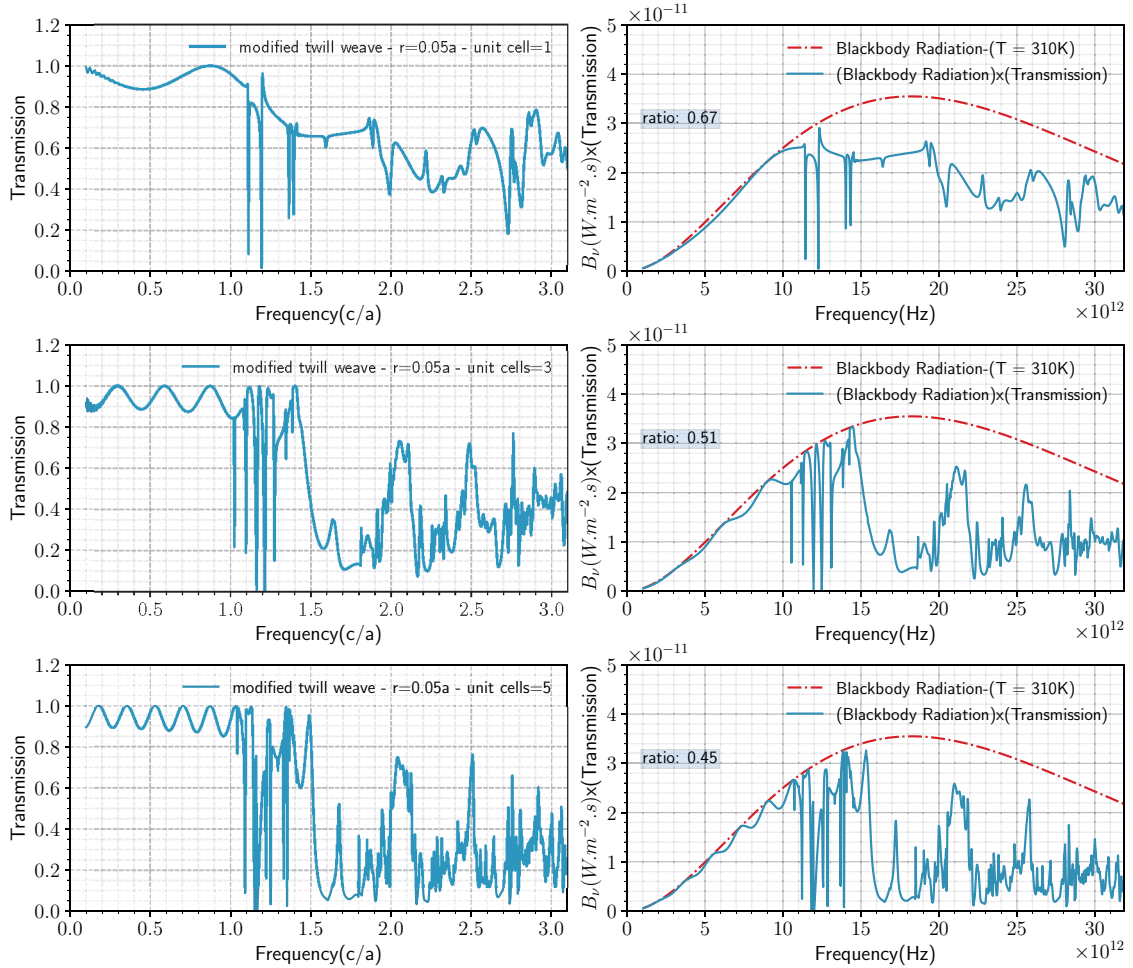 1.2
1.0
0.8
0.6
0.4
0.2
0.0
Transmission
modified twill weave - r=0.05a - unit cell=1
0.0 0.5 1.0 1.5 2.0 2.5 3.0
Frequency(c/a)
×10⁻¹¹
5
4
3
2
1
0
B_ν(W.m⁻².s)x(Transmission)
Blackbody Radiation-(T = 310K)
(Blackbody Radiation)x(Transmission)
ratio: 0.67
0 5 10 15 20 25 30
Frequency(Hz)
×10¹²
1.2
1.0
0.8
0.6
0.4
0.2
0.0
Transmission
modified twill weave - r=0.05a - unit cells=3
0.0 0.5 1.0 1.5 2.0 2.5 3.0
Frequency(c/a)
×10⁻¹¹
5
4
3
2
1
0
B_ν(W.m⁻².s)x(Transmission)
Blackbody Radiation-(T = 310K)
(Blackbody Radiation)x(Transmission)
ratio: 0.51
0 5 10 15 20 25 30
Frequency(Hz)
×10¹²
1.2
1.0
0.8
0.6
0.4
0.2
0.0
Transmission
modified twill weave - r=0.05a - unit cells=5
0.0 0.5 1.0 1.5 2.0 2.5 3.0
Frequency(c/a)
×10⁻¹¹
5
4
3
2
1
0
B_ν(W.m⁻².s)x(Transmission)
Blackbody Radiation-(T = 310K)
(Blackbody Radiation)x(Transmission)
ratio: 0.45
0 5 10 15 20 25 30
Frequency(Hz)
×10¹²